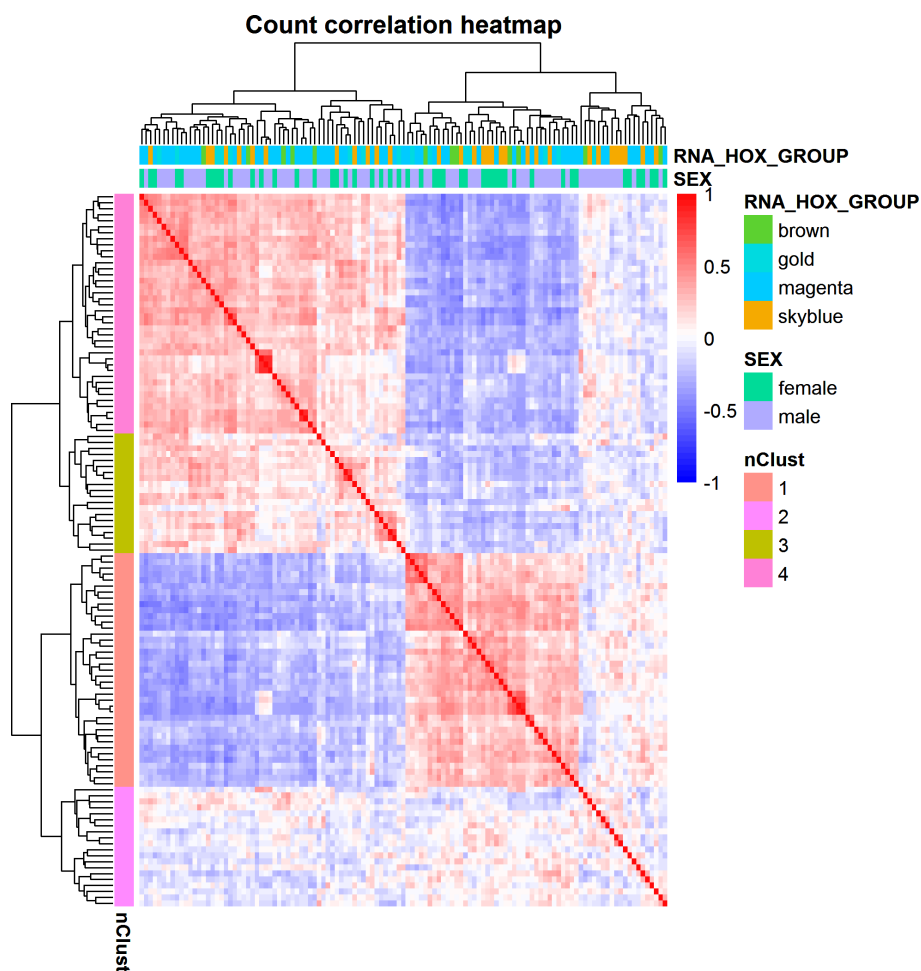 Count correlation heatmap
RNA_HOX_GROUP
SEX
1
0.5
0
-0.5
-1
RNA_HOX_GROUP
brown
gold
magenta
skyblue
SEX
female
male
nClust
1
2
3
4
nClust